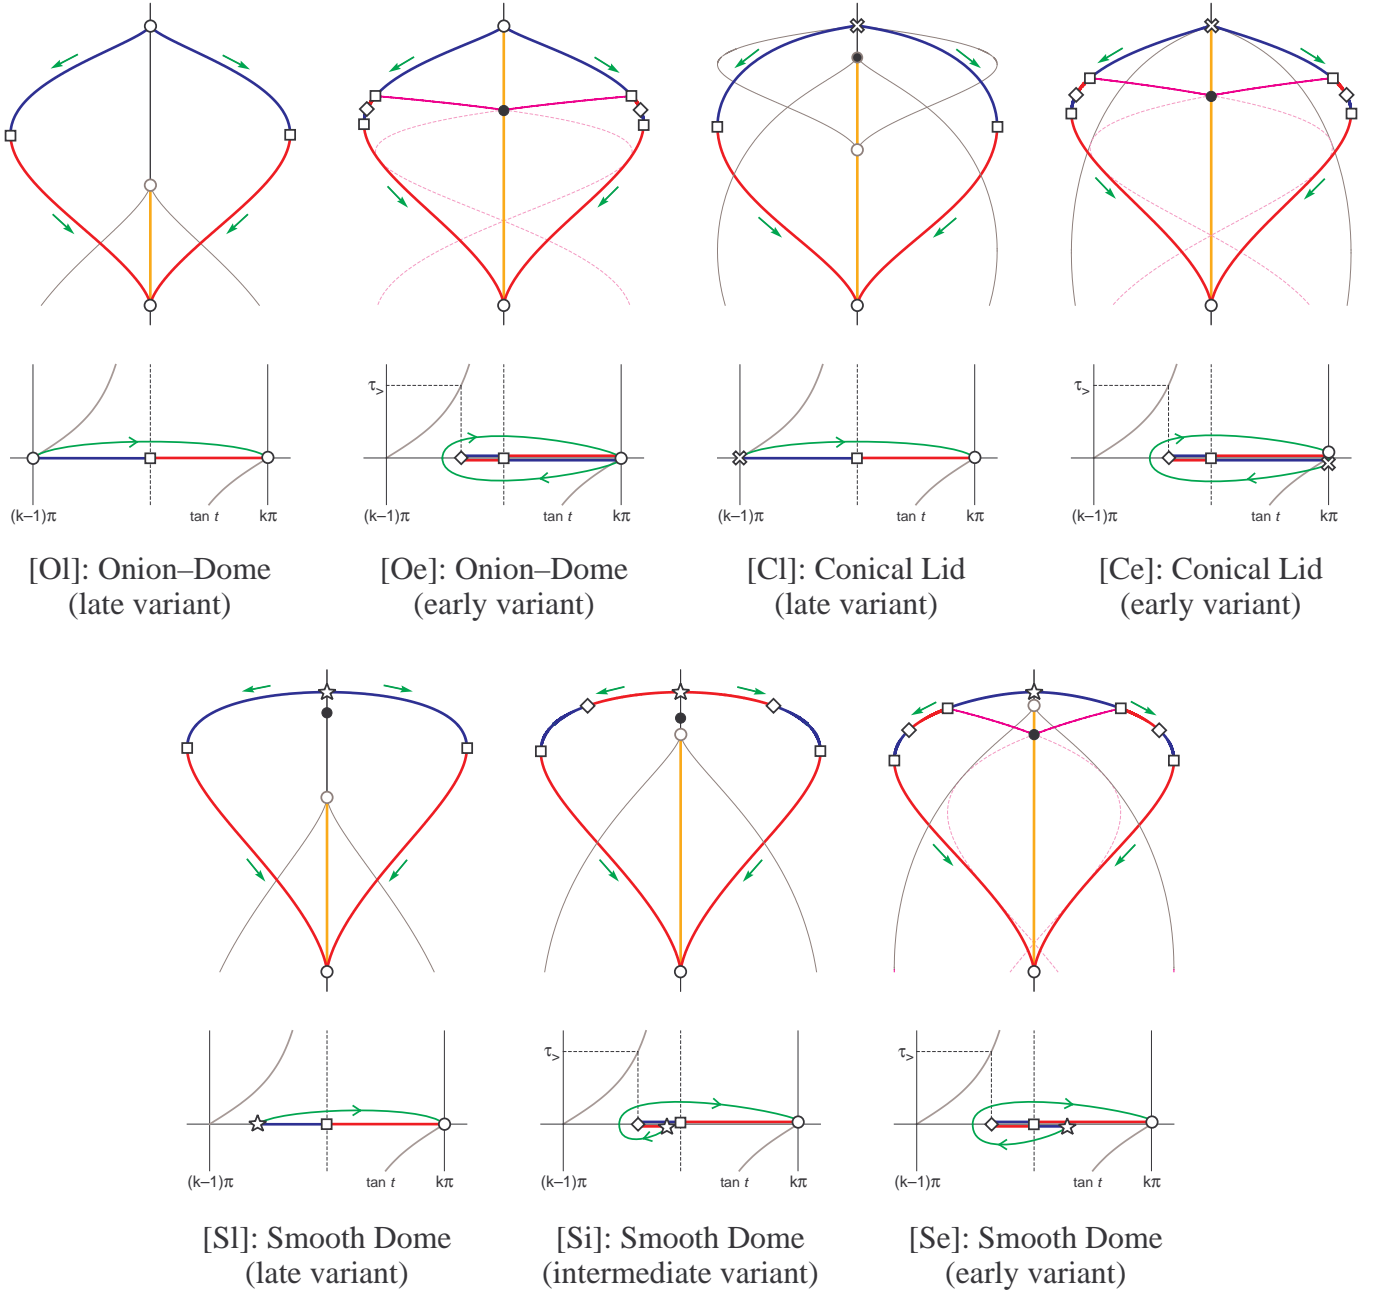 τ>
τ>
(k–1)π
tan t
kπ
(k–1)π
tan t
kπ
(k–1)π
tan t
kπ
(k–1)π
tan t
kπ
[Ol]: Onion–Dome
(late variant)
[Oe]: Onion–Dome
(early variant)
[Cl]: Conical Lid
(late variant)
[Ce]: Conical Lid
(early variant)
τ>
τ>
(k–1)π
tan t
kπ
(k–1)π
tan t
kπ
(k–1)π
tan t
kπ
[Sl]: Smooth Dome
(late variant)
[Si]: Smooth Dome
(intermediate variant)
[Se]: Smooth Dome
(early variant)